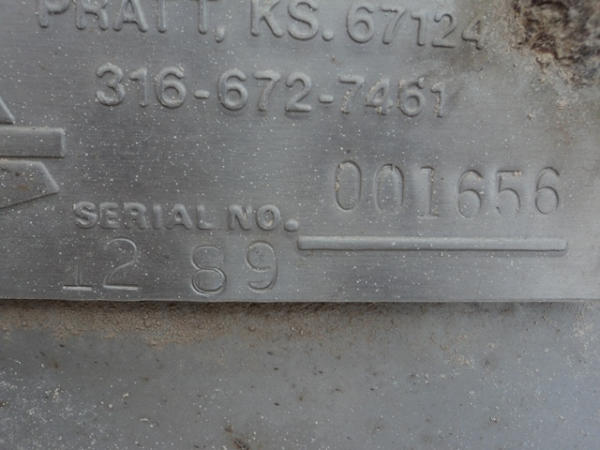 PRATT, KS. 67124
316-672-7461
SERIAL NO. 001656
12 89